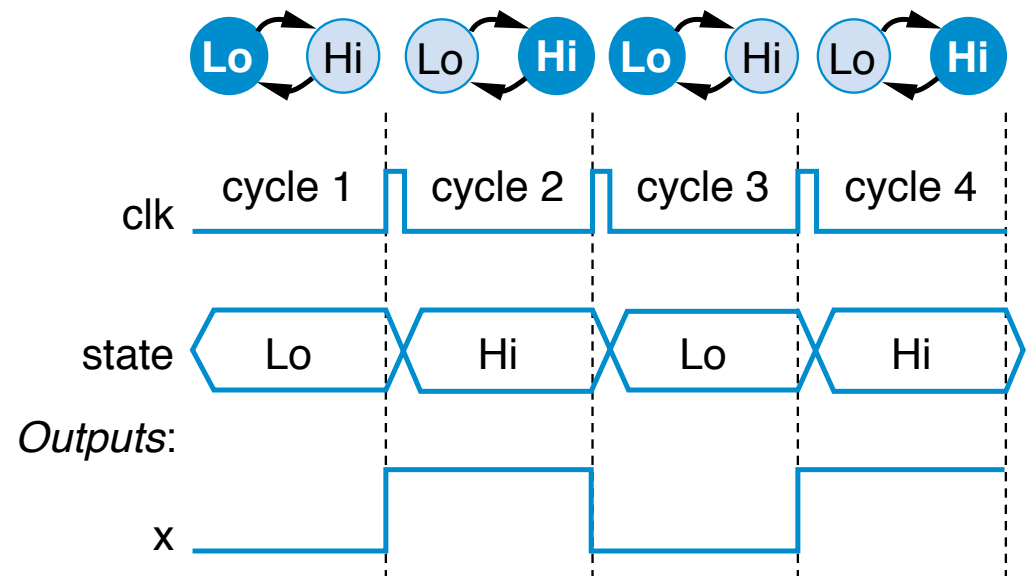 Lo Hi Lo Hi Lo Hi Lo Hi
cycle 1 cycle 2 cycle 3 cycle 4
clk
state Lo Hi Lo Hi
Outputs:
x